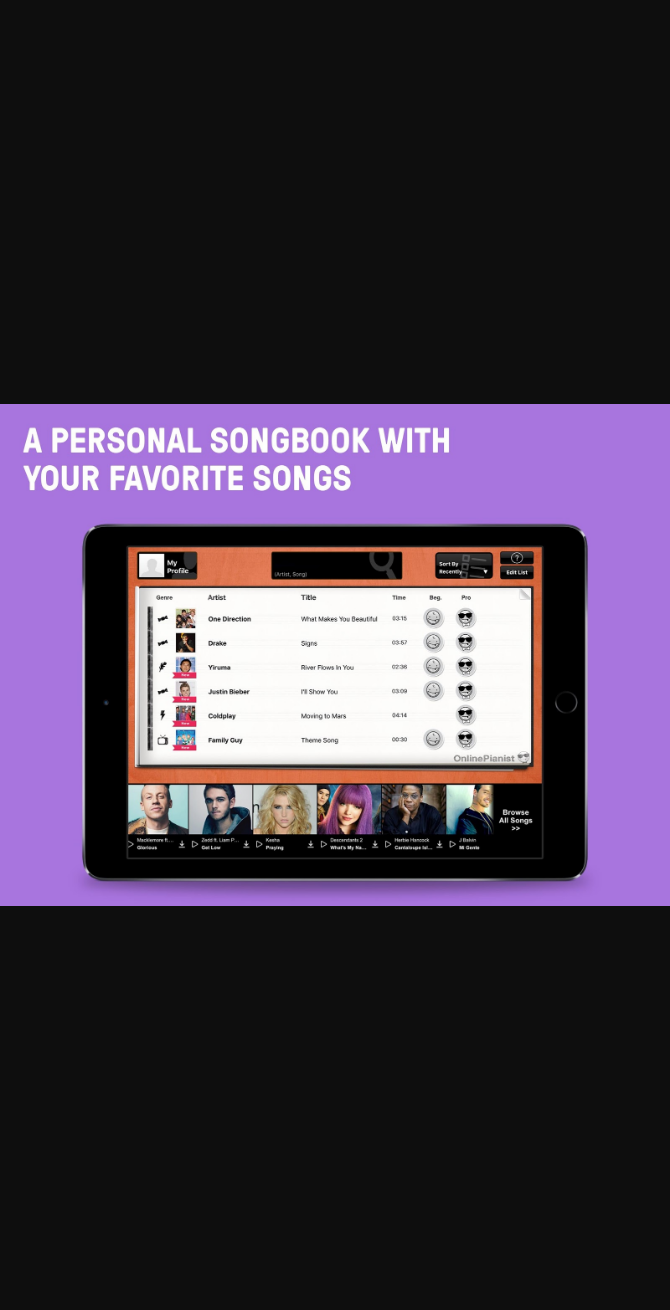 A PERSONAL SONGBOOK WITH
YOUR FAVORITE SONGS
My
Profile
(Artist, Song)
Sort By
Recently
?
Edit List
Genre Artist Title Time Beg. Pro
One Direction What Makes You Beautiful 03:15
Drake Signs 03:57
Yiruma River Flows In You 02:36
New
Justin Bieber I'll Show You 03:09
New
Coldplay Moving to Mars 04:14
New
Family Guy Theme Song 00:30
New
OnlinePianist
Macklemore ft... Zedd ft. Liam P... Kesha Descendants 2 Herbie Hancock J Balvin
Glorious Get Low Praying What's My Na... Cantaloupe Isl... Mi Gente
Browse
All Songs
>>